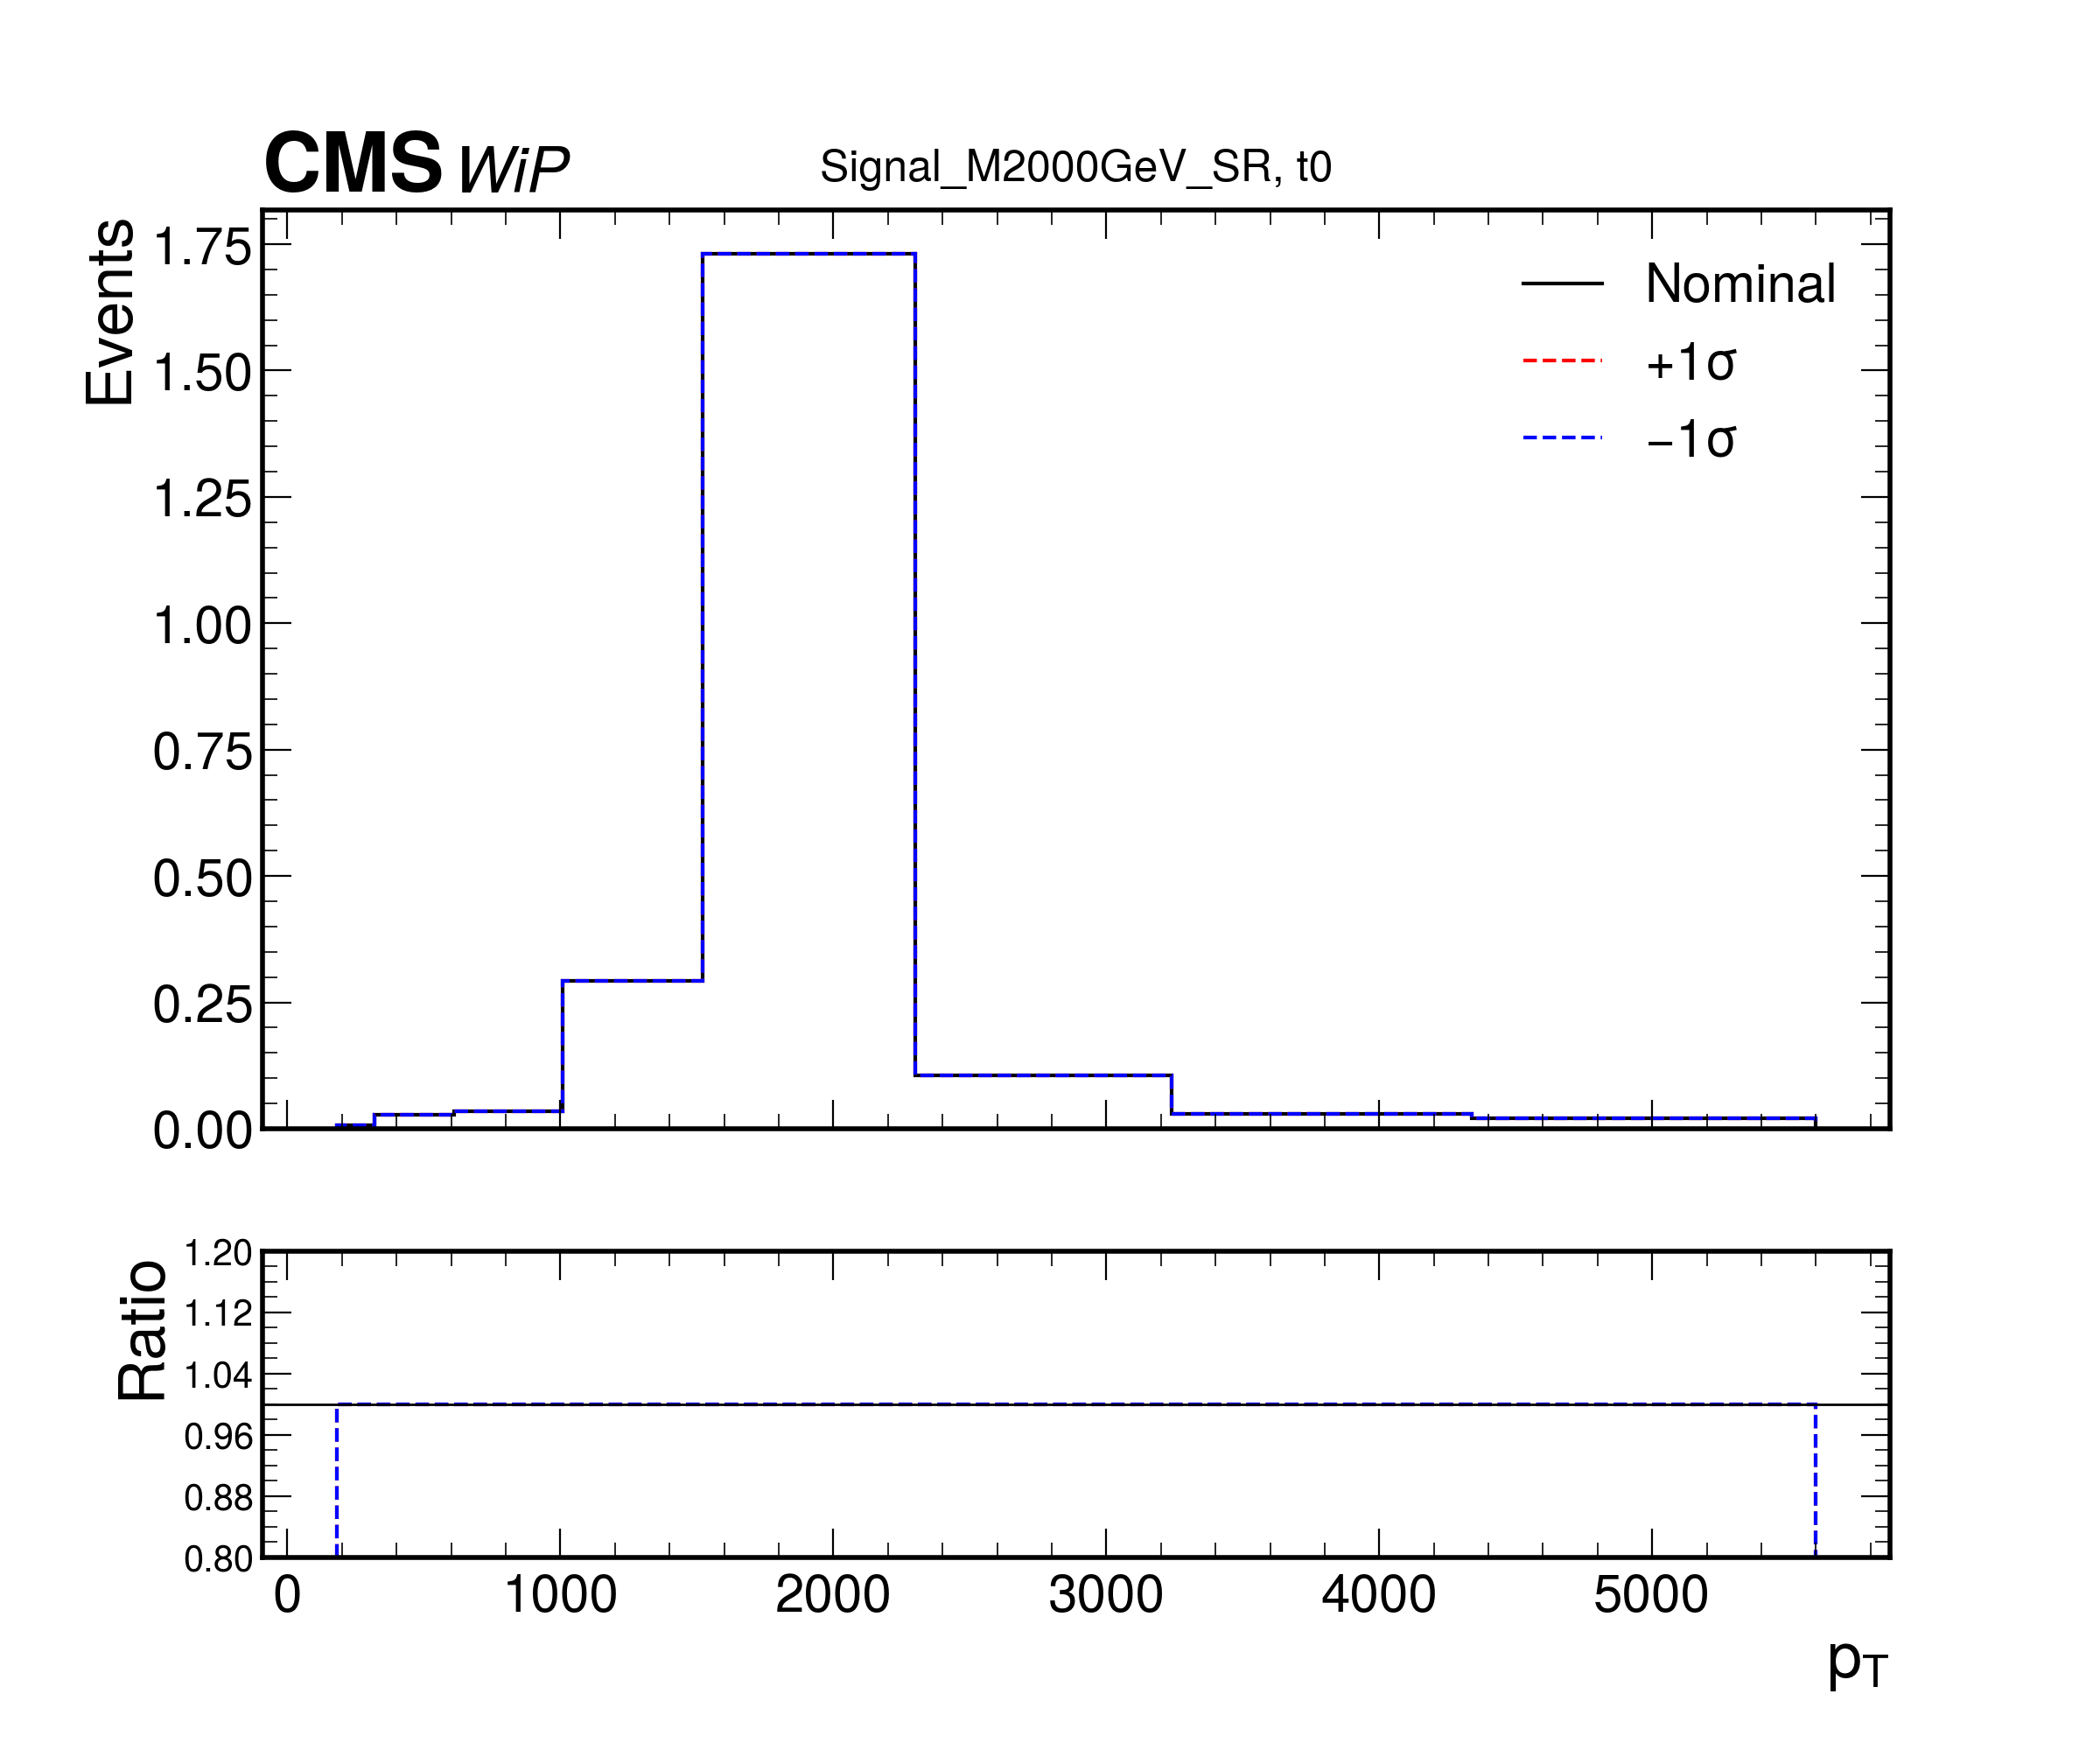 CMS WiP
Signal_M2000GeV_SR, t0
Events
1.75
1.50
1.25
1.00
0.75
0.50
0.25
0.00
Nominal
+1σ
−1σ
Ratio
1.20
1.12
1.04
0.96
0.88
0.80
0 1000 2000 3000 4000 5000
pT